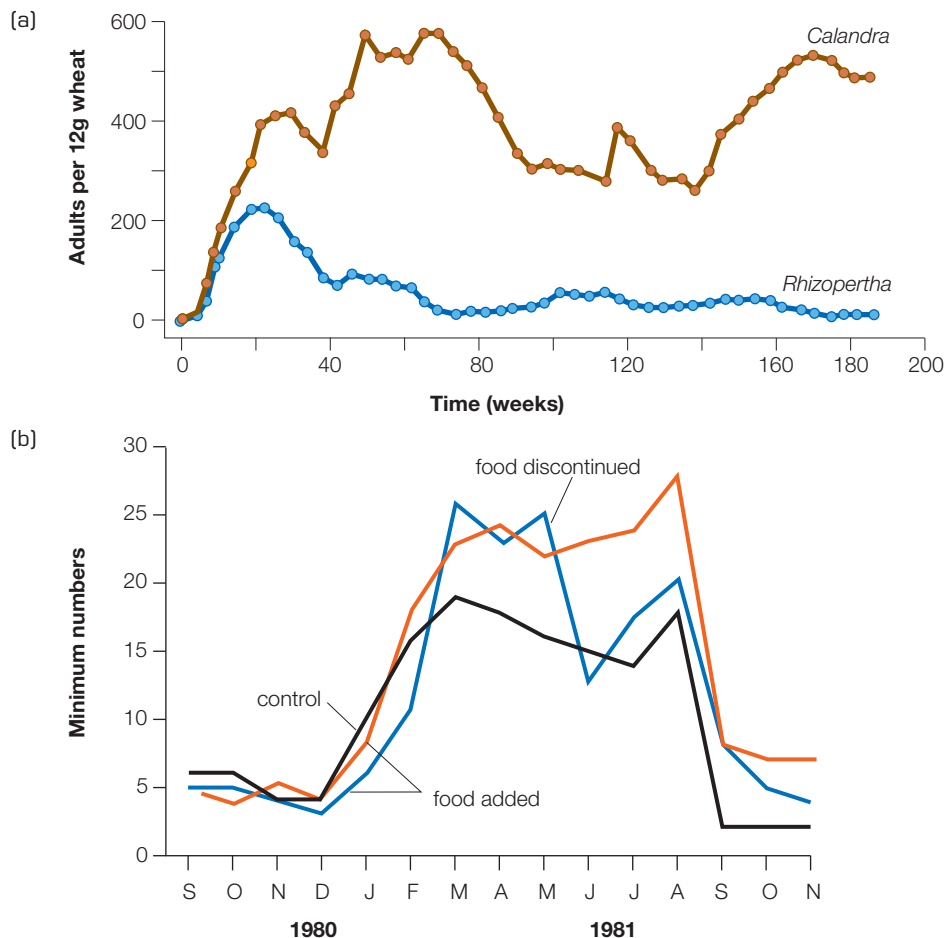 (a)
600
400
200
0
Adults per 12g wheat
Calandra
Rhizopertha
0 40 80 120 160 180 200
Time (weeks)
(b)
30
25
20
15
10
5
0
Minimum numbers
food discontinued
control
food added
S O N D J F M A M J J A S O N
1980 1981